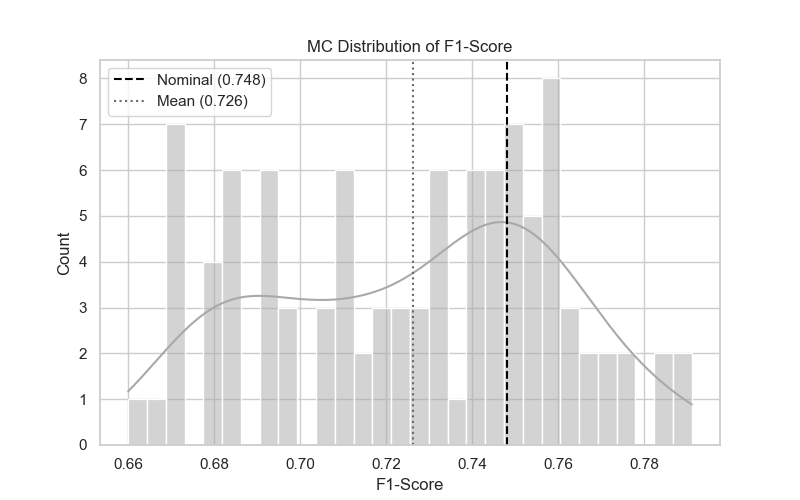 MC Distribution of F1-Score
Nominal (0.748)
Mean (0.726)
Count
8
7
6
5
4
3
2
1
0
0.66 0.68 0.70 0.72 0.74 0.76 0.78
F1-Score